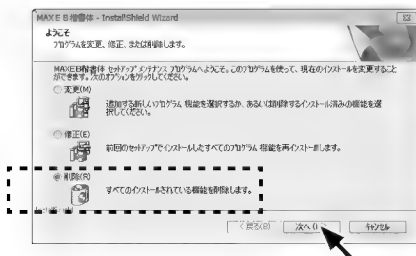 MAX E B楷書体 - InstallShield Wizard
ようこそ
プログラムを変更、修正、または削除します。
MAXEB楷書体 セットアップ メンテナンス プログラムへようこそ。このプログラムを使って、現在のインストールを変更すること
ができます。次のオプションをクリックしてください。
変更(M)
追加する新しいプログラム 機能を選択するか、あるいは削除するインストール済みの機能を選
択してください。
修正(E)
前回のセットアップでインストールしたすべてのプログラム 機能を再インストールします。
削除(R)
すべてのインストールされている機能を削除します。
InstallShield
< 戻る(B) 次へ キャンセル